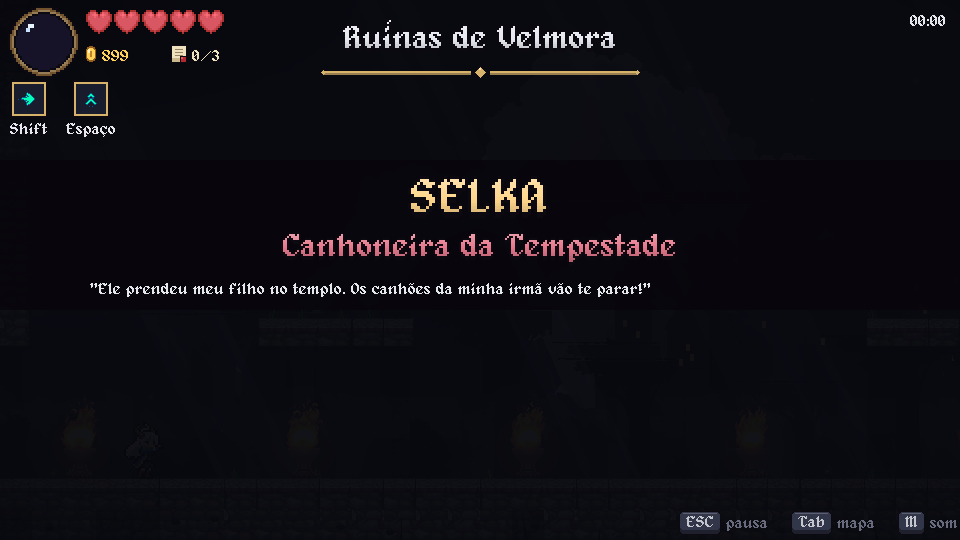 899
0/3
Ruínas de Velmora
00:00
Shift
Espaço
SELKA
Canhoneira da Tempestade
"Ele prendeu meu filho no templo. Os canhões da minha irmã vão te parar!"
ESC pausa Tab mapa M som